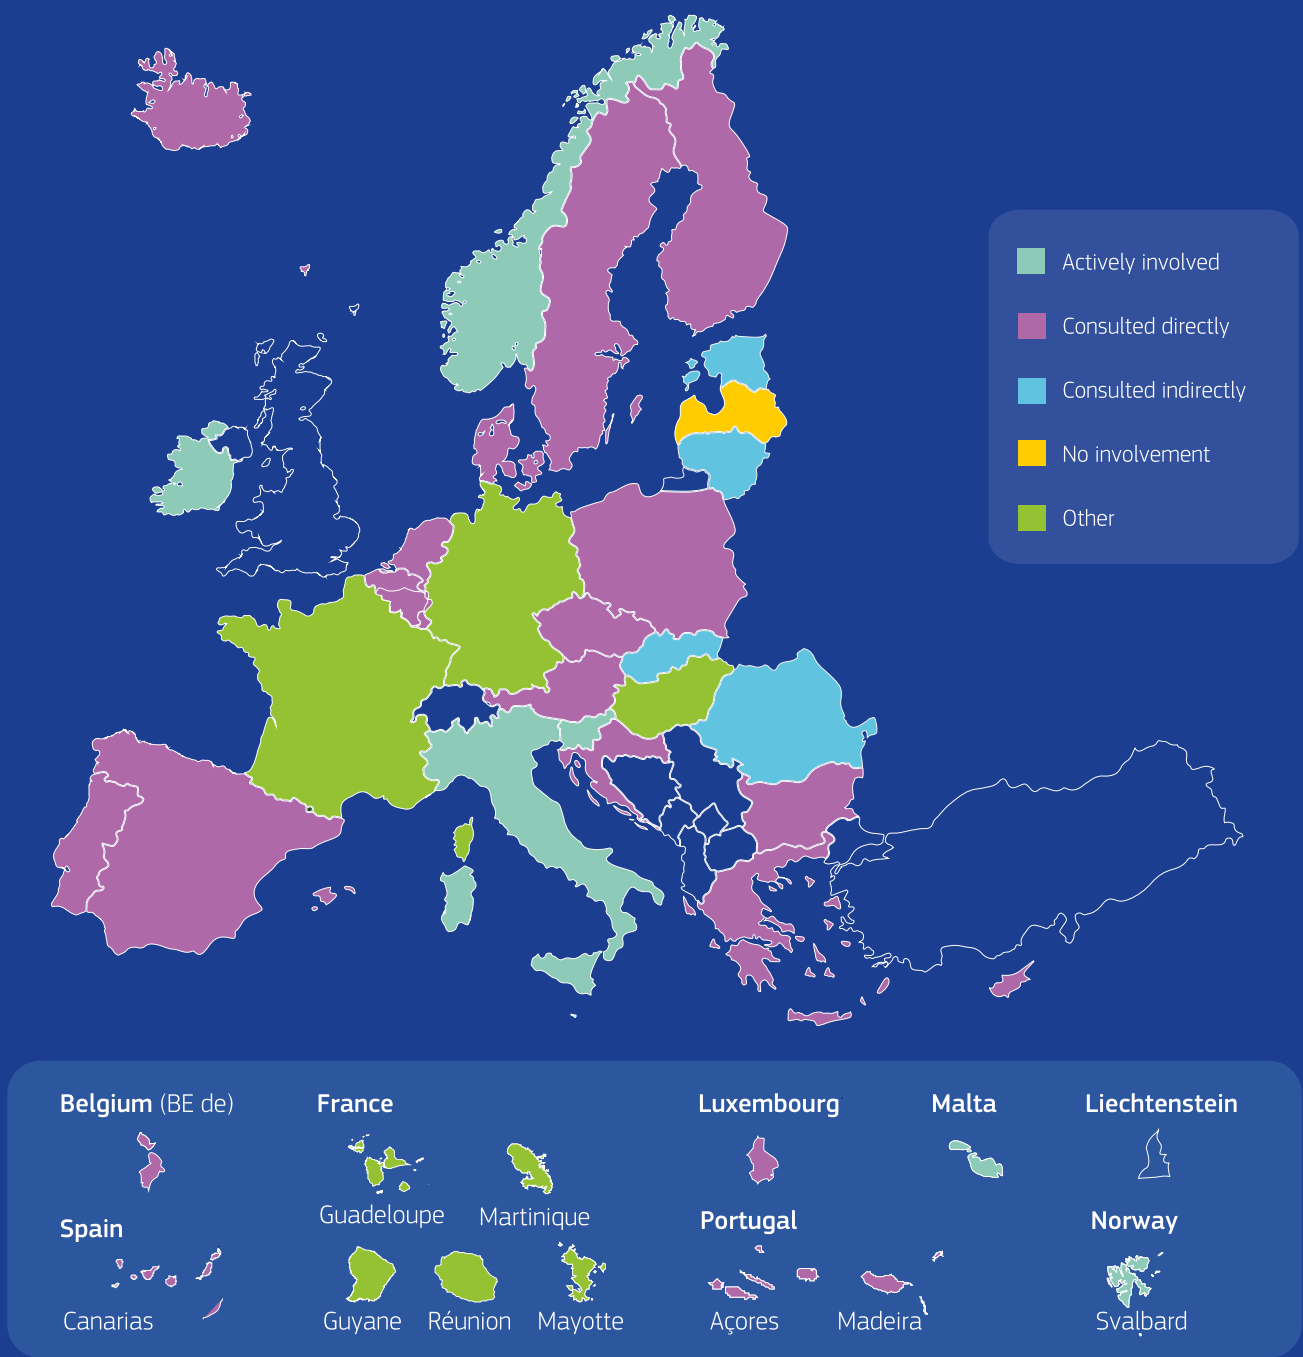 Actively involved
Consulted directly
Consulted indirectly
No involvement
Other
Belgium (BE de)
France
Luxembourg
Malta
Liechtenstein
Guadeloupe
Martinique
Spain
Portugal
Norway
Canarias
Guyane
Réunion
Mayotte
Açores
Madeira
Svalbard